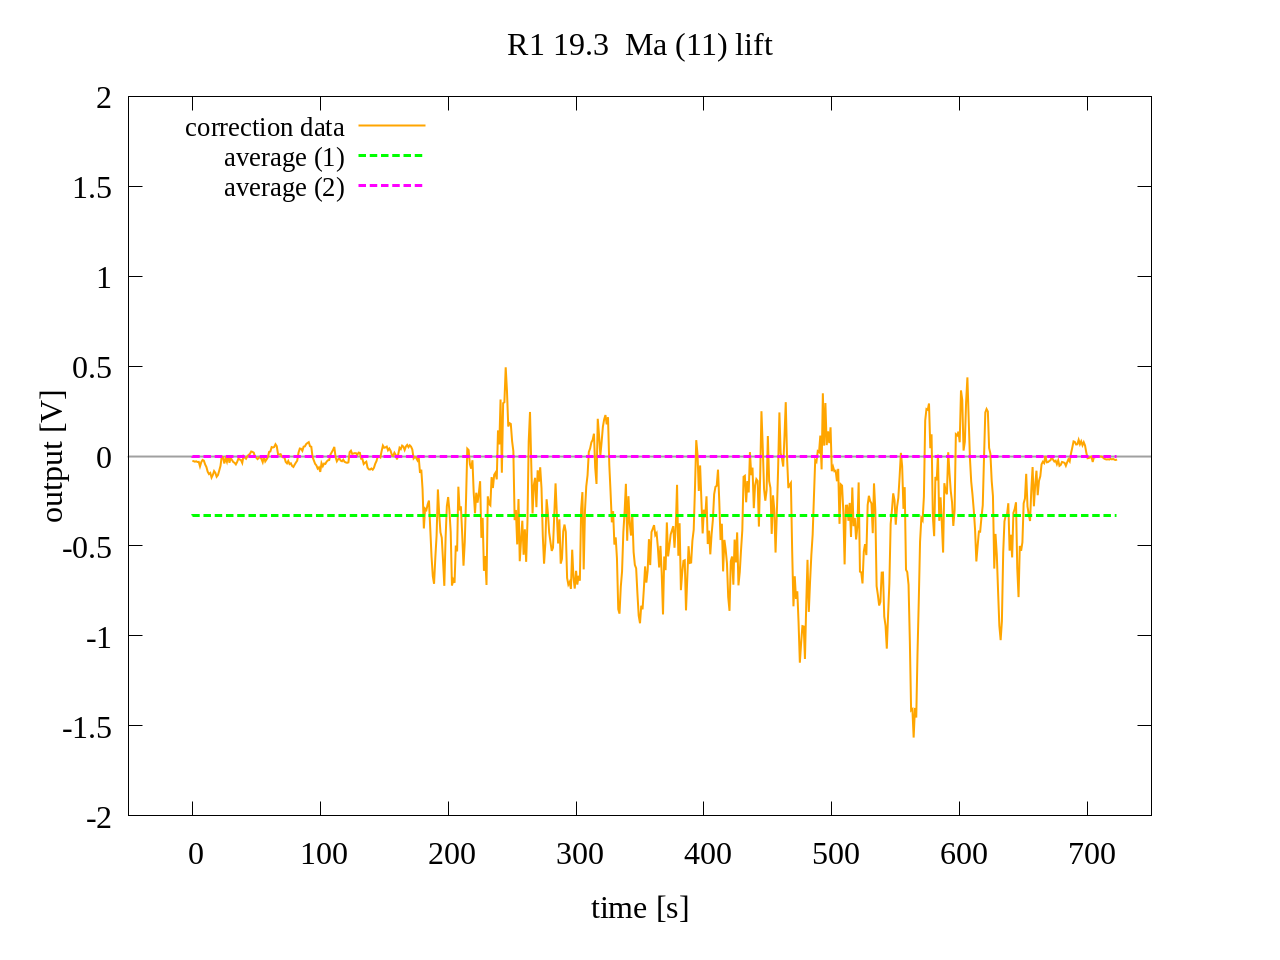 R1 19.3  Ma (11) lift
correction data
average (1)
average (2)
2
1.5
1
0.5
0
-0.5
-1
-1.5
-2
output [V]
0 100 200 300 400 500 600 700
time [s]